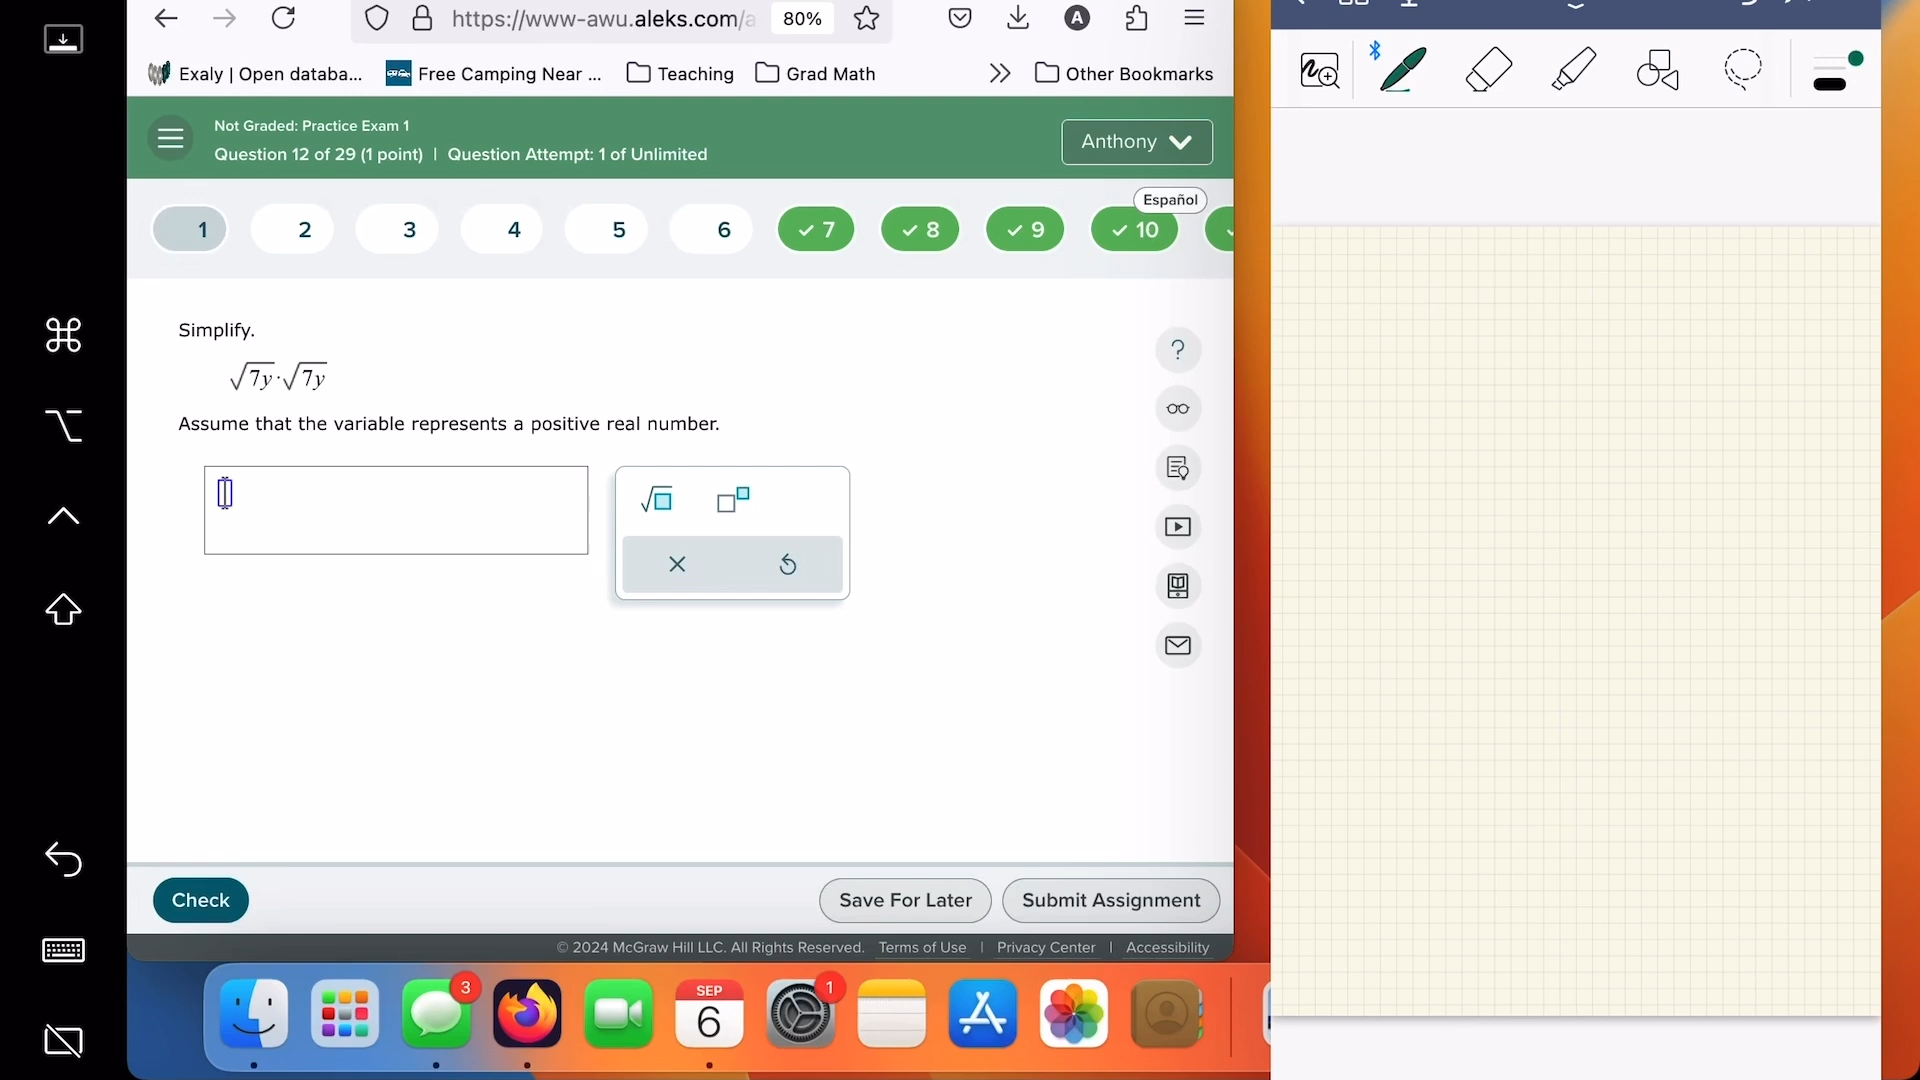 https://www-awu.aleks.com/a
80%
A
Exaly | Open databa...
Free Camping Near ...
Teaching
Grad Math
Other Bookmarks
Not Graded: Practice Exam 1
Question 12 of 29 (1 point) | Question Attempt: 1 of Unlimited
Anthony
Español
1
2
3
4
5
6
7
8
9
10
Simplify.
√7y·√7y
Assume that the variable represents a positive real number.
?
Check
Save For Later
Submit Assignment
© 2024 McGraw Hill LLC. All Rights Reserved. Terms of Use | Privacy Center | Accessibility
3
SEP
6
1